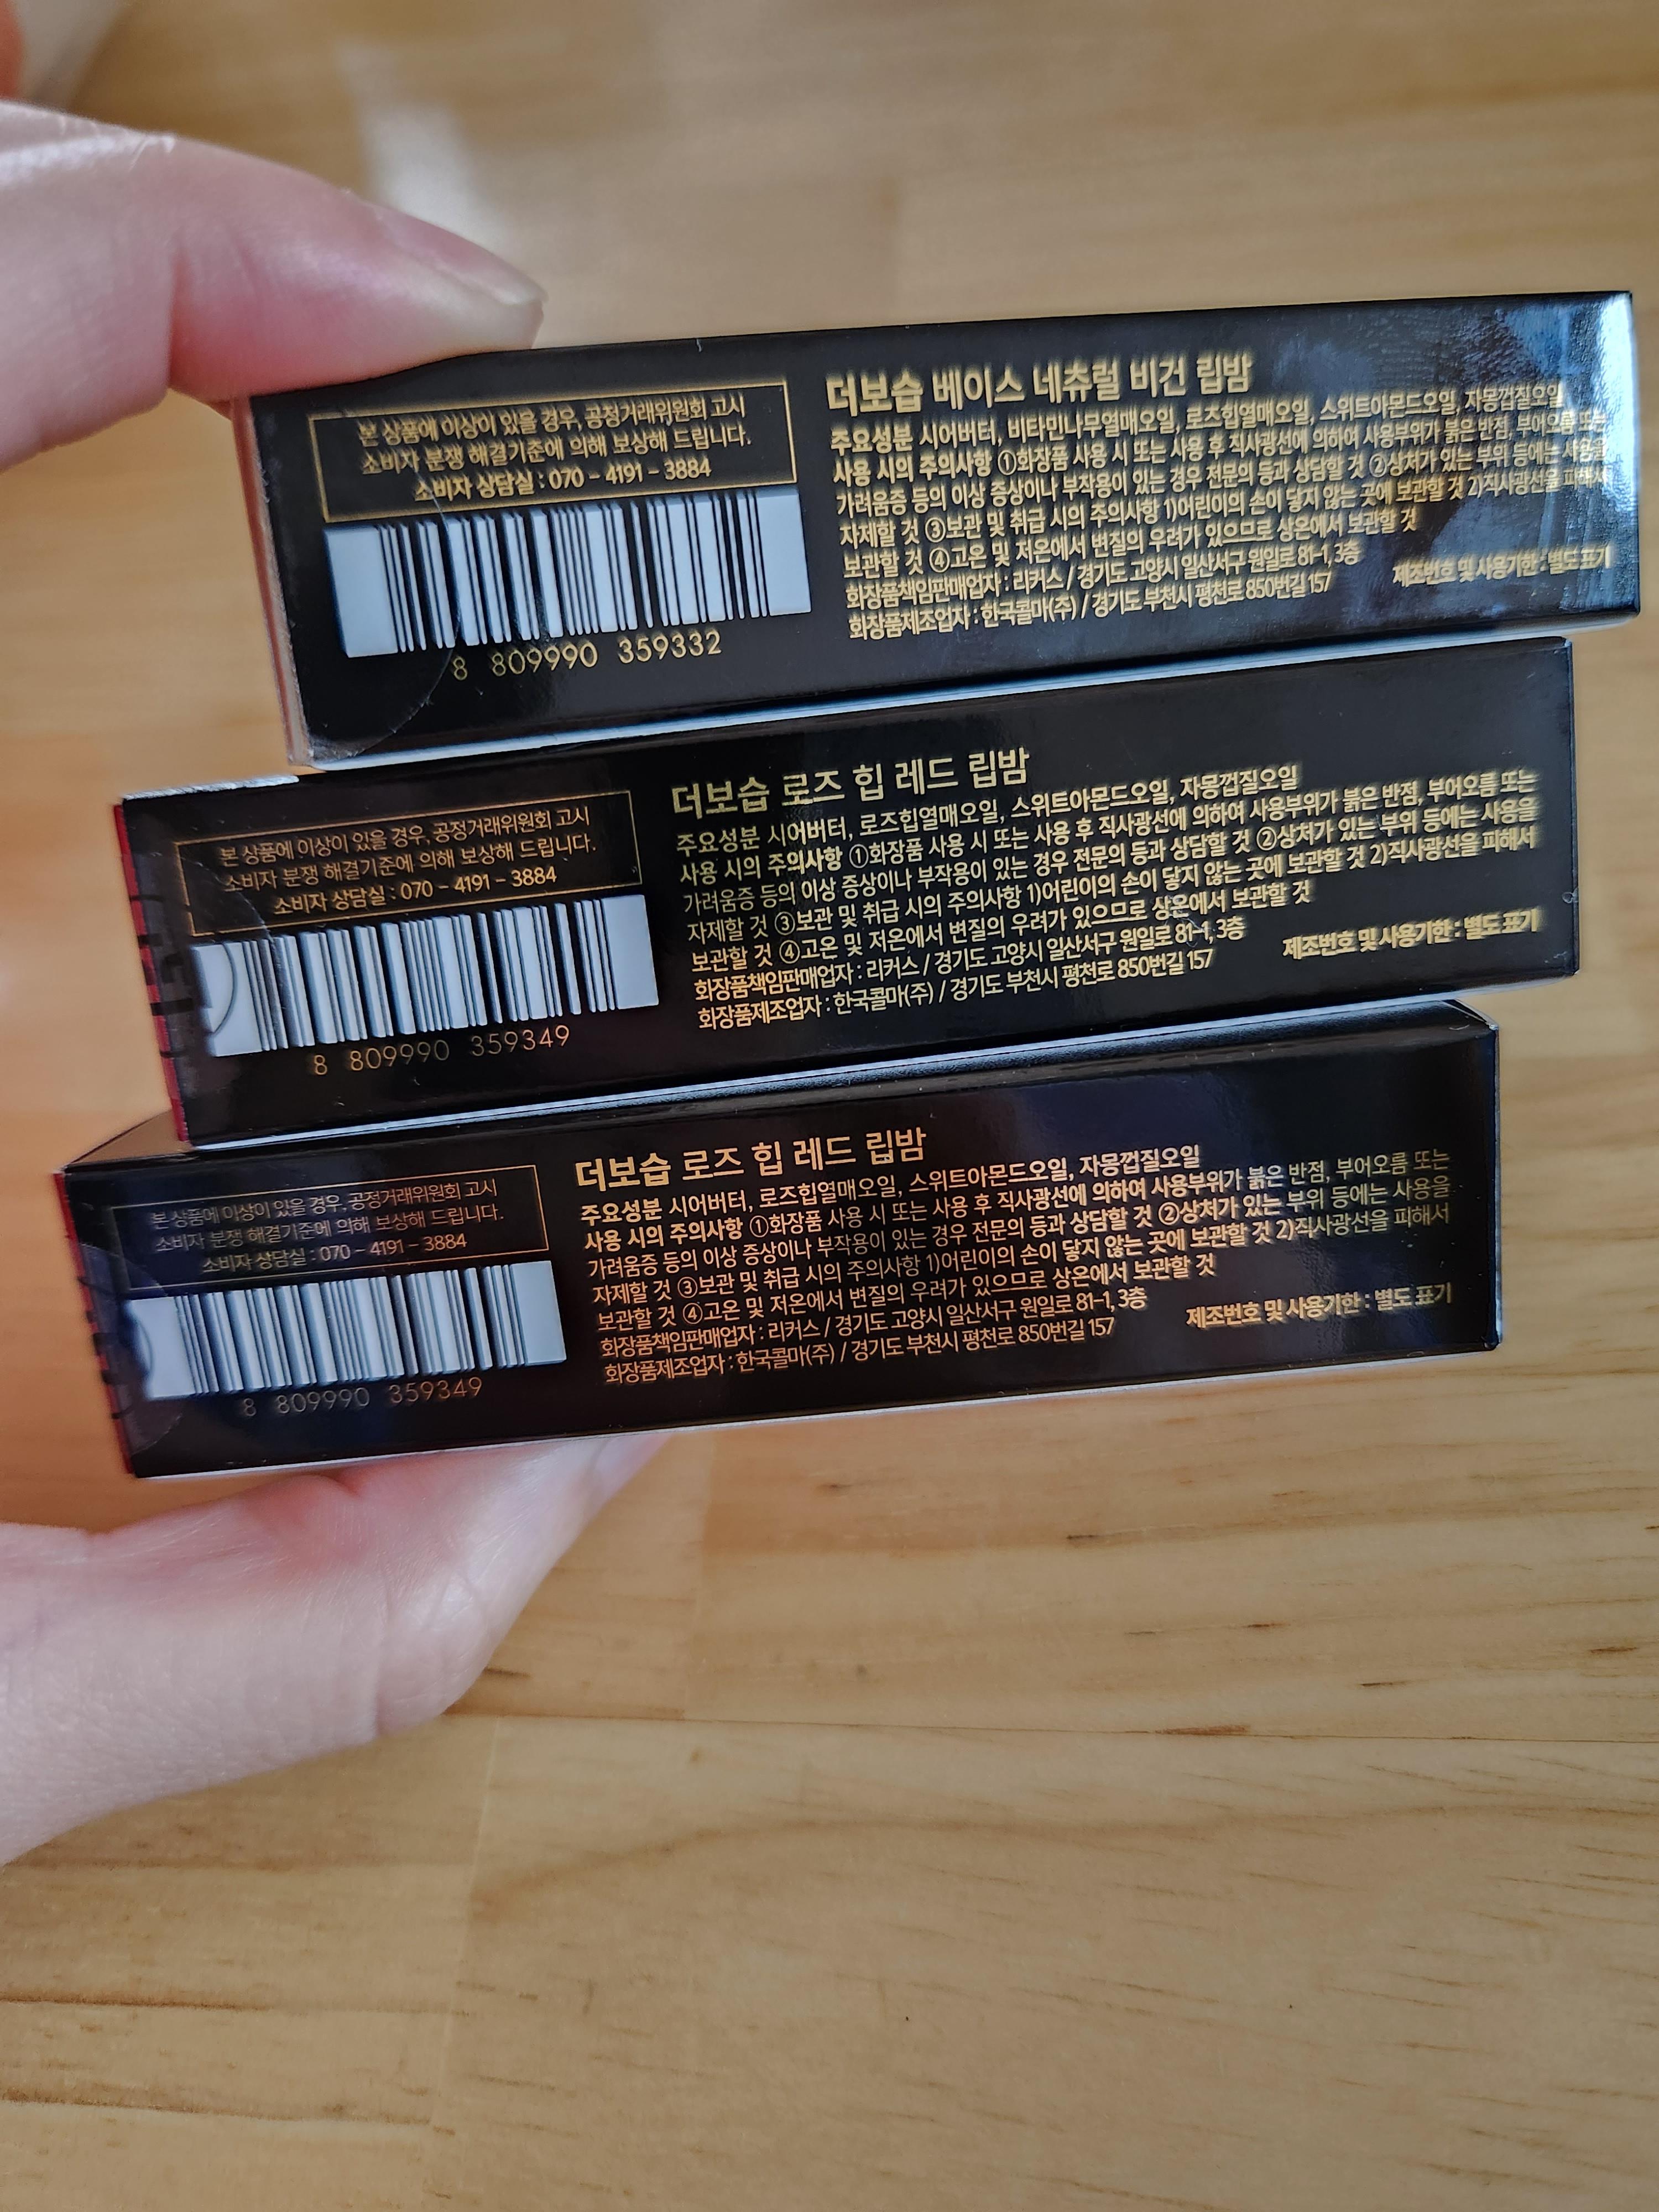 본 상품에 이상이 있을 경우, 공정거래위원회 고시
소비자 분쟁 해결기준에 의해 보상해 드립니다.
소비자 상담실 : 070 - 4191 - 3884
8 809990 359332
더보습 베이스 네츄럴 비건 립밤
주요성분 시어버터, 비타민나무열매오일, 로즈힙열매오일, 스위트아몬드오일, 자몽껍질오일
사용 시의 주의사항 ①화장품 사용 시 또는 사용 후 직사광선에 의하여 사용부위가 붉은 반점, 부어오름 또는
가려움증 등의 이상 증상이나 부작용이 있는 경우 전문의 등과 상담할 것 ②상처가 있는 부위 등에는 사용을
자제할 것 ③보관 및 취급 시의 주의사항 1)어린이의 손이 닿지 않는 곳에 보관할 것 2)직사광선을 피해서
보관할 것 ④고온 및 저온에서 변질의 우려가 있으므로 상온에서 보관할 것
화장품책임판매업자 : 리커스 / 경기도 고양시 일산서구 원일로 81-1, 3층
화장품제조업자 : 한국콜마(주) / 경기도 부천시 평천로 850번길 157
제조번호 및 사용기한 : 별도 표기
본 상품에 이상이 있을 경우, 공정거래위원회 고시
소비자 분쟁 해결기준에 의해 보상해 드립니다.
소비자 상담실 : 070 - 4191 - 3884
8 809990 359349
더보습 로즈 힙 레드 립밤
주요성분 시어버터, 로즈힙열매오일, 스위트아몬드오일, 자몽껍질오일
사용 시의 주의사항 ①화장품 사용 시 또는 사용 후 직사광선에 의하여 사용부위가 붉은 반점, 부어오름 또는
가려움증 등의 이상 증상이나 부작용이 있는 경우 전문의 등과 상담할 것 ②상처가 있는 부위 등에는 사용을
자제할 것 ③보관 및 취급 시의 주의사항 1)어린이의 손이 닿지 않는 곳에 보관할 것 2)직사광선을 피해서
보관할 것 ④고온 및 저온에서 변질의 우려가 있으므로 상온에서 보관할 것
화장품책임판매업자 : 리커스 / 경기도 고양시 일산서구 원일로 81-1, 3층
화장품제조업자 : 한국콜마(주) / 경기도 부천시 평천로 850번길 157
제조번호 및 사용기한 : 별도 표기
본 상품에 이상이 있을 경우, 공정거래위원회 고시
소비자 분쟁 해결기준에 의해 보상해 드립니다.
소비자 상담실 : 070 - 4191 - 3884
8 809990 359349
더보습 로즈 힙 레드 립밤
주요성분 시어버터, 로즈힙열매오일, 스위트아몬드오일, 자몽껍질오일
사용 시의 주의사항 ①화장품 사용 시 또는 사용 후 직사광선에 의하여 사용부위가 붉은 반점, 부어오름 또는
가려움증 등의 이상 증상이나 부작용이 있는 경우 전문의 등과 상담할 것 ②상처가 있는 부위 등에는 사용을
자제할 것 ③보관 및 취급 시의 주의사항 1)어린이의 손이 닿지 않는 곳에 보관할 것 2)직사광선을 피해서
보관할 것 ④고온 및 저온에서 변질의 우려가 있으므로 상온에서 보관할 것
화장품책임판매업자 : 리커스 / 경기도 고양시 일산서구 원일로 81-1, 3층
화장품제조업자 : 한국콜마(주) / 경기도 부천시 평천로 850번길 157
제조번호 및 사용기한 : 별도 표기